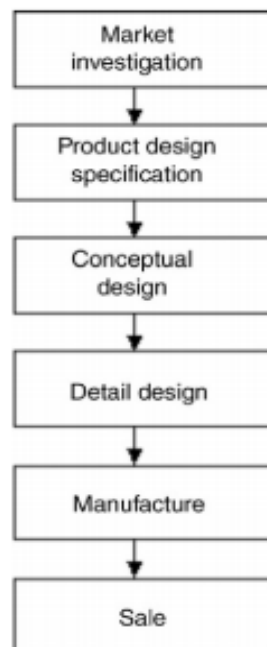 Market
investigation
Product design
specification
Conceptual
design
Detail design
Manufacture
Sale